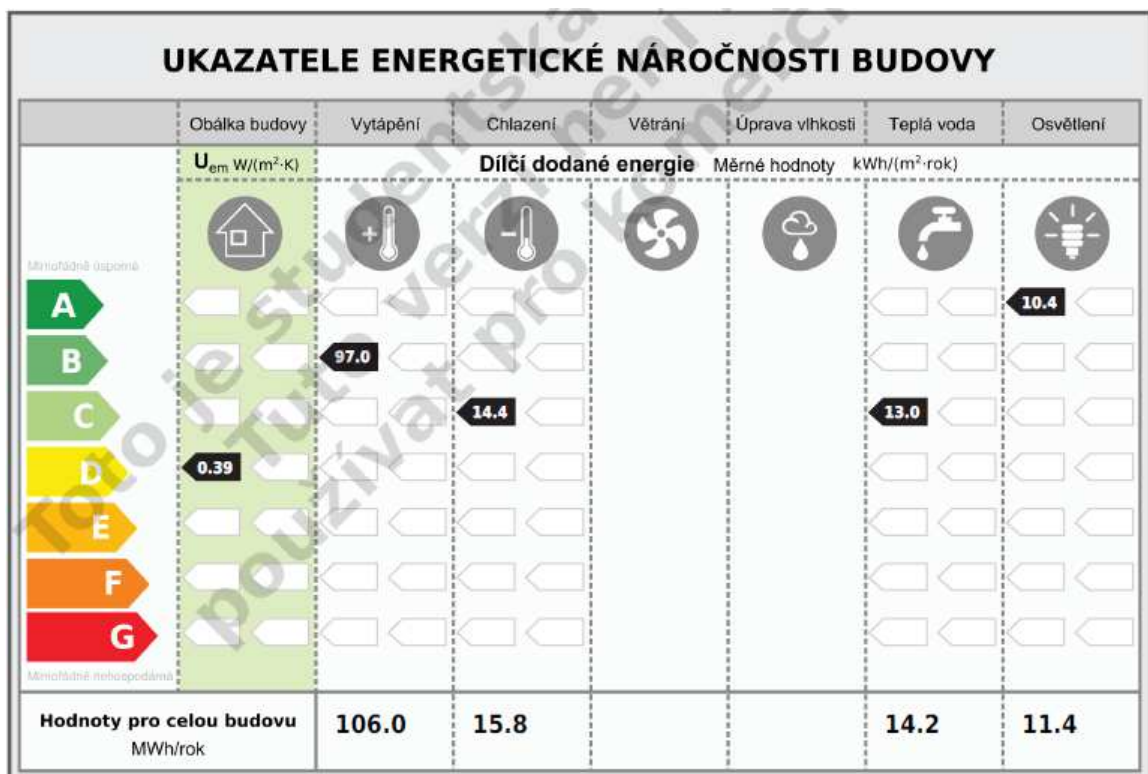 UKAZATELE ENERGETICKÉ NÁROČNOSTI BUDOVY
Obálka budovy Vytápění Chlazení Větrání Úprava vlhkosti Teplá voda Osvětlení
Uem W/(m²·K) Dílčí dodané energie Měrné hodnoty kWh/(m²·rok)
Mimořádně úsporná
A 10.4
B 97.0
C 14.4 13.0
D 0.39
E
F
G
Mimořádně nehospodárná
Hodnoty pro celou budovu 106.0 15.8 14.2 11.4
MWh/rok
Toto je studentská
Tuto verzi není
používat pro komerč